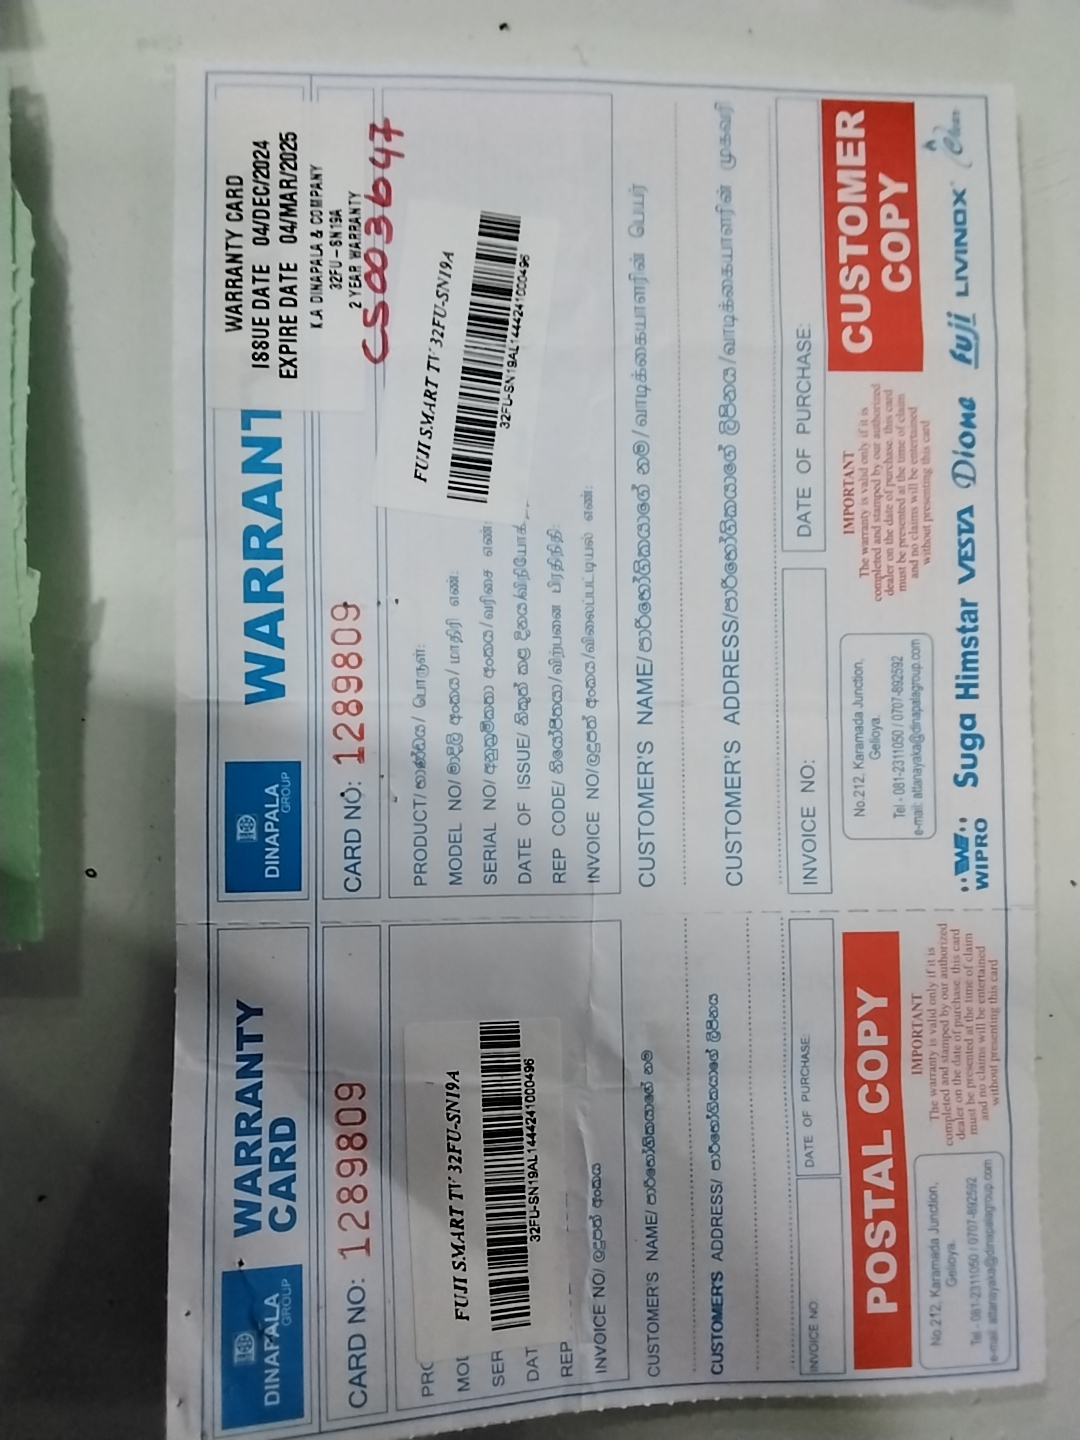 DINAPALA
GROUP
WARRANTY
CARD
CARD NO: 1289809
PRO
MOI
SER
DAT
REP
FUJI SMART TV 32FU-SN19A
32FU-SN19AL1444241000496
INVOICE NO/ ඉදුපත් අංකය
CUSTOMER'S NAME/ පාරිභෝගිකයාගේ නම
CUSTOMER'S ADDRESS/ පාරිභෝගිකයාගේ ලිපිනය
INVOICE NO
DATE OF PURCHASE:
POSTAL COPY
IMPORTANT
The warranty is valid only if it is
completed and stamped by our authorized
dealer on the date of purchase. this card
must be presented at the time of claim
and no claims will be entertained
without presenting this card
No.212, Karamada Junction,
Gelioya.
Tel - 081-2311050 / 0707-892592
e-mail: attanayaka@dinapalagroup.com
DINAPALA
GROUP
WARRANT
WARRANTY CARD
ISSUE DATE 04/DEC/2024
EXPIRE DATE 04/MAR/2025
K.A DINAPALA & COMPANY
32FU-SN19A
2 YEAR WARRANTY
CS003647
CARD NO: 1289809
FUJI SMART TV 32FU-SN19A
32FU-SN19AL1444241000496
PRODUCT/ භාණ්ඩය/ பொருள்:
MODEL NO/ මාදිලි අංකය/ மாதிரி எண்:
SERIAL NO/ අනුක්‍රමික අංකය/ வரிசை எண்:
DATE OF ISSUE/ නිකුත් කළ දිනය/
REP CODE/ නියෝජිත/ விற்பனை பிரதிநிதி:
INVOICE NO/ ඉදුපත් අංකය/ விலைப்பட்டியல் எண்:
CUSTOMER'S NAME/ පාරිභෝගිකයාගේ නම/ வாடிக்கையாளரின் பெயர்
CUSTOMER'S ADDRESS/ පාරිභෝගිකයාගේ ලිපිනය/ வாடிக்கையாளரின் முகவரி
INVOICE NO:
DATE OF PURCHASE:
CUSTOMER
COPY
No.212, Karamada Junction,
Gelioya.
Tel - 081-2311050 / 0707-892592
e-mail: attanayaka@dinapalagroup.com
IMPORTANT
The warranty is valid only if it is
completed and stamped by our authorized
dealer on the date of purchase. this card
must be presented at the time of claim
and no claims will be entertained
without presenting this card
WIPRO Suga Himstar VESTA Diome Fuji LIVINOX